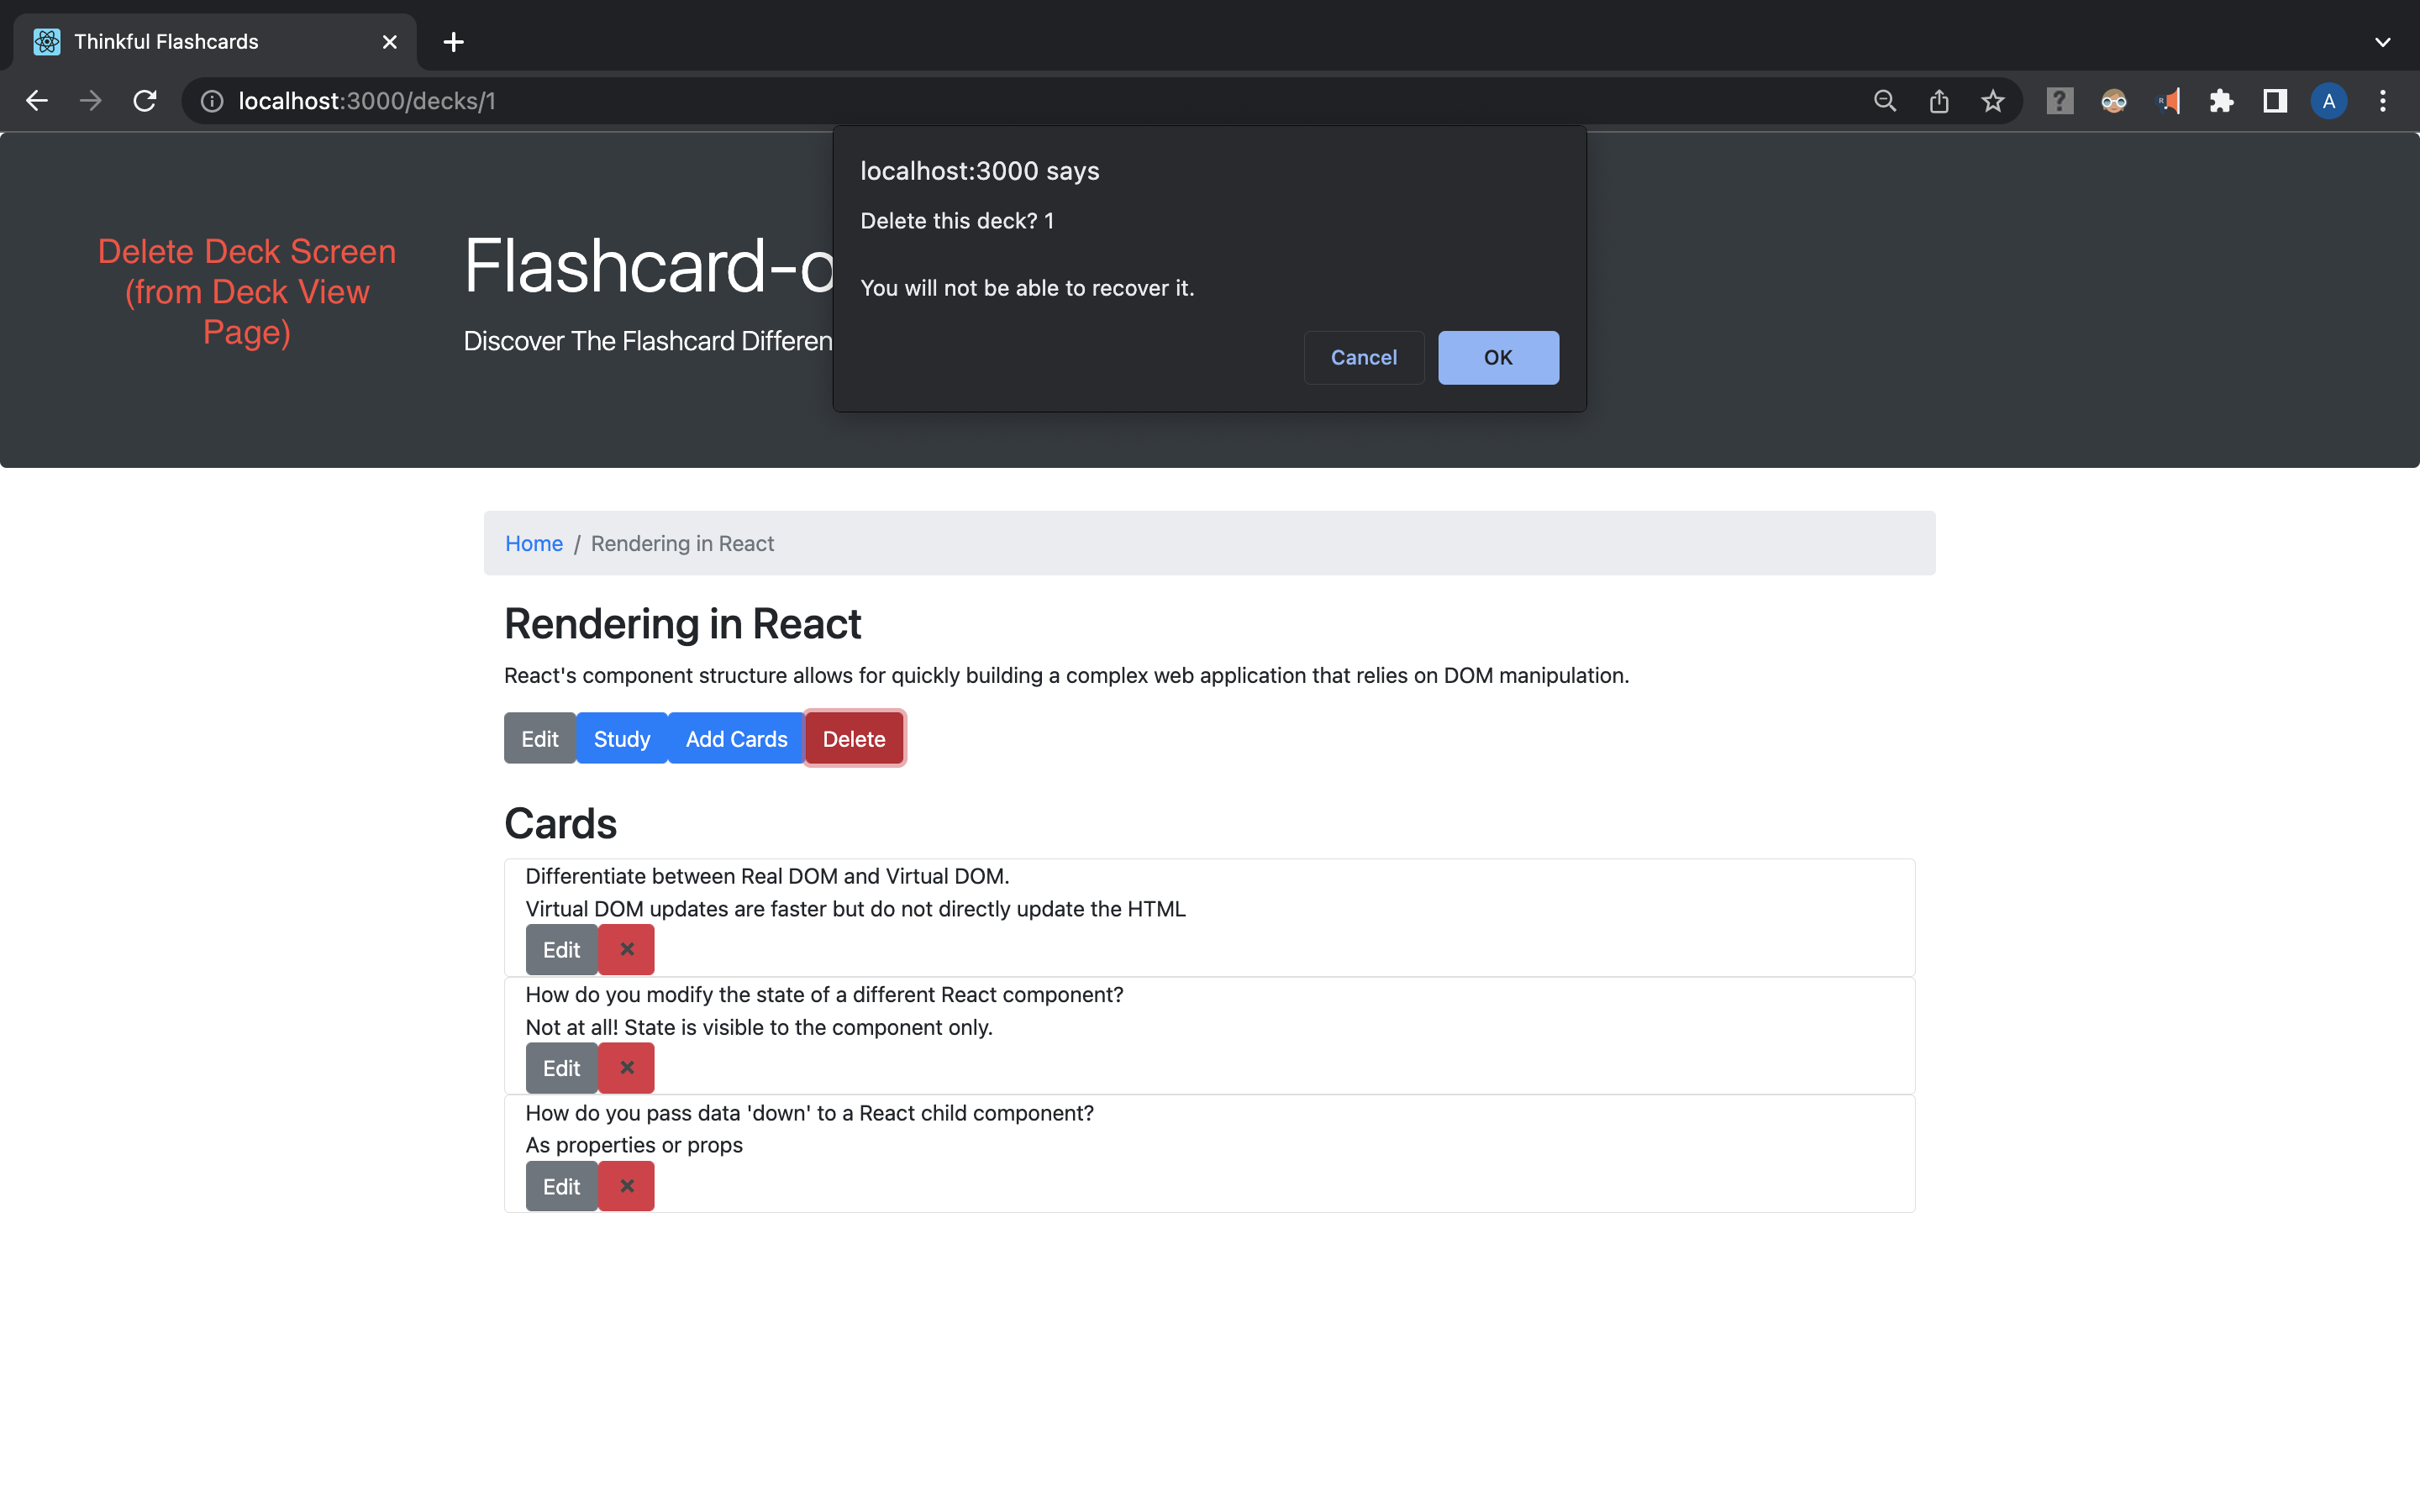 Thinkful Flashcards
localhost:3000/decks/1
A
localhost:3000 says
Delete this deck? 1
You will not be able to recover it.
Cancel OK
Delete Deck Screen
(from Deck View
Page)
Flashcard-o
Discover The Flashcard Differen
Home / Rendering in React
Rendering in React
React's component structure allows for quickly building a complex web application that relies on DOM manipulation.
Edit Study Add Cards Delete
Cards
Differentiate between Real DOM and Virtual DOM.
Virtual DOM updates are faster but do not directly update the HTML
Edit
How do you modify the state of a different React component?
Not at all! State is visible to the component only.
Edit
How do you pass data 'down' to a React child component?
As properties or props
Edit